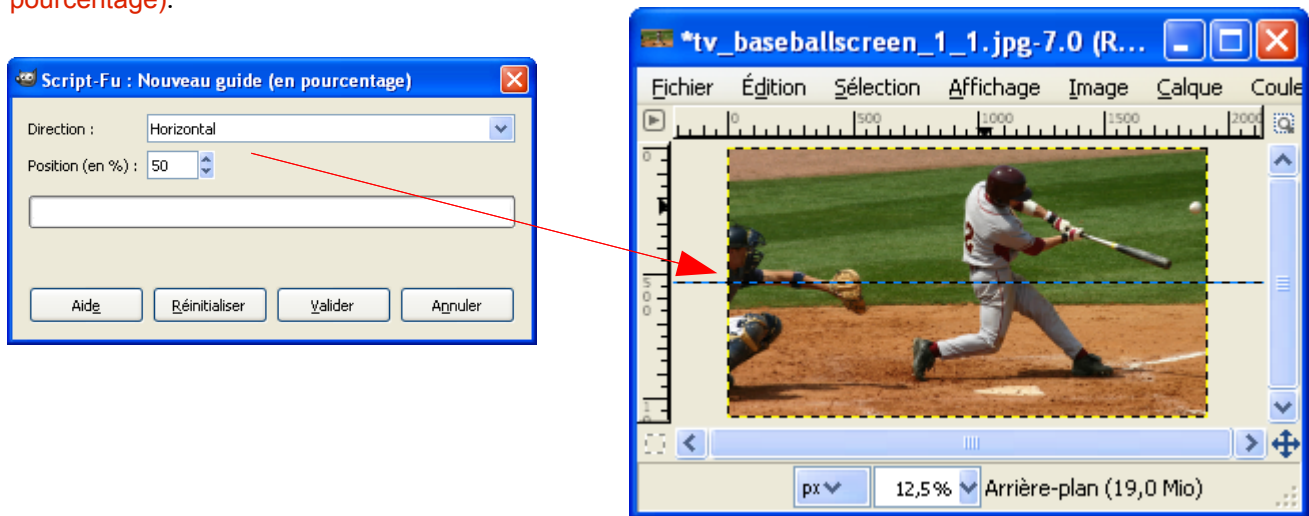 pourcentage).
Script-Fu : Nouveau guide (en pourcentage)
Direction : Horizontal
Position (en %) : 50
Aide Réinitialiser Valider Annuler
*tv_baseballscreen_1_1.jpg-7.0 (R...
Fichier Édition Sélection Affichage Image Calque Coule
0 500 1000 1500 2000
0
500
2
px 12,5% Arrière-plan (19,0 Mio)